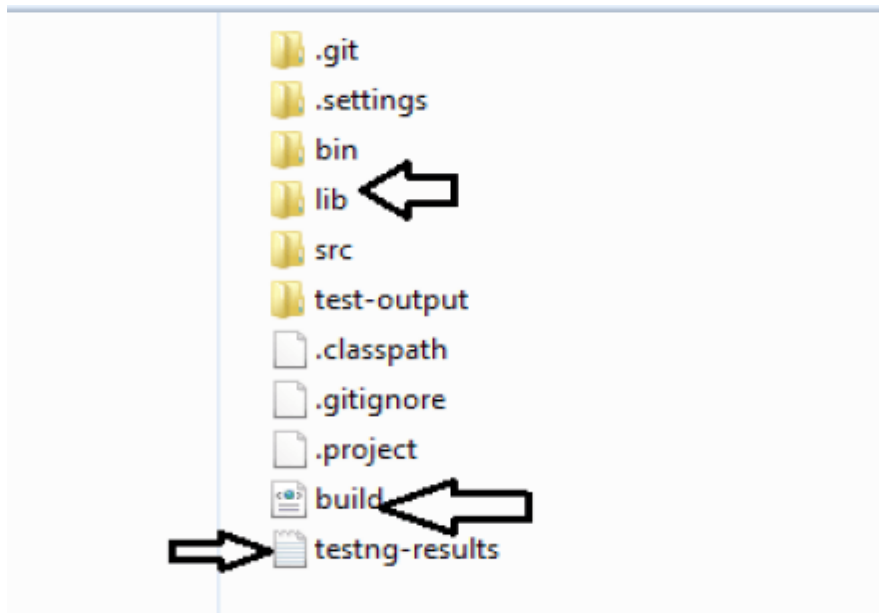 .git
.settings
bin
lib
src
test-output
.classpath
.gitignore
.project
build
testng-results